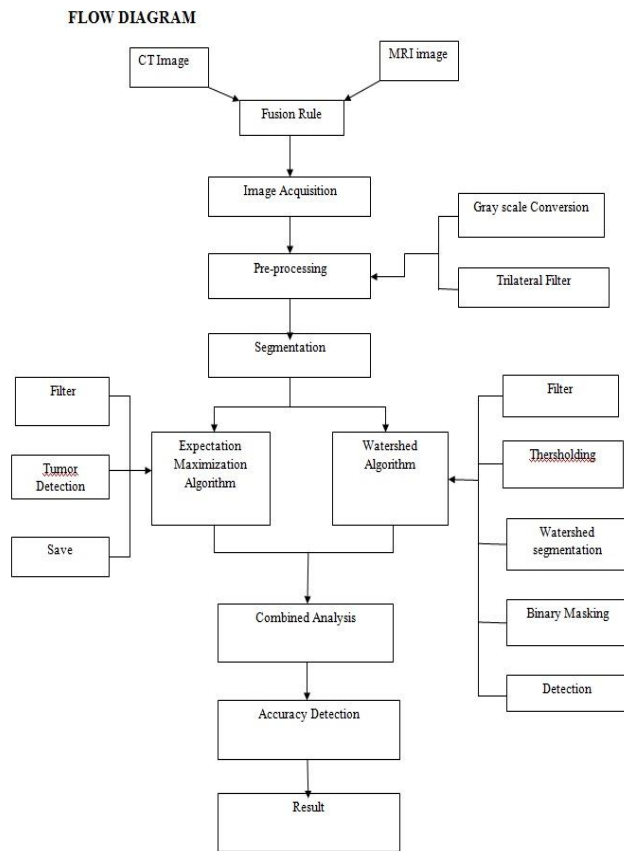 FLOW DIAGRAM
CT Image
MRI image
Fusion Rule
Image Acquisition
Gray scale Conversion
Pre-processing
Trilateral Filter
Segmentation
Filter
Filter
Expectation
Maximization
Algorithm
Watershed
Algorithm
Tumor
Detection
Thersholding
Save
Watershed
segmentation
Combined Analysis
Binary Masking
Detection
Accuracy Detection
Result